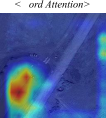 < ord Attention>